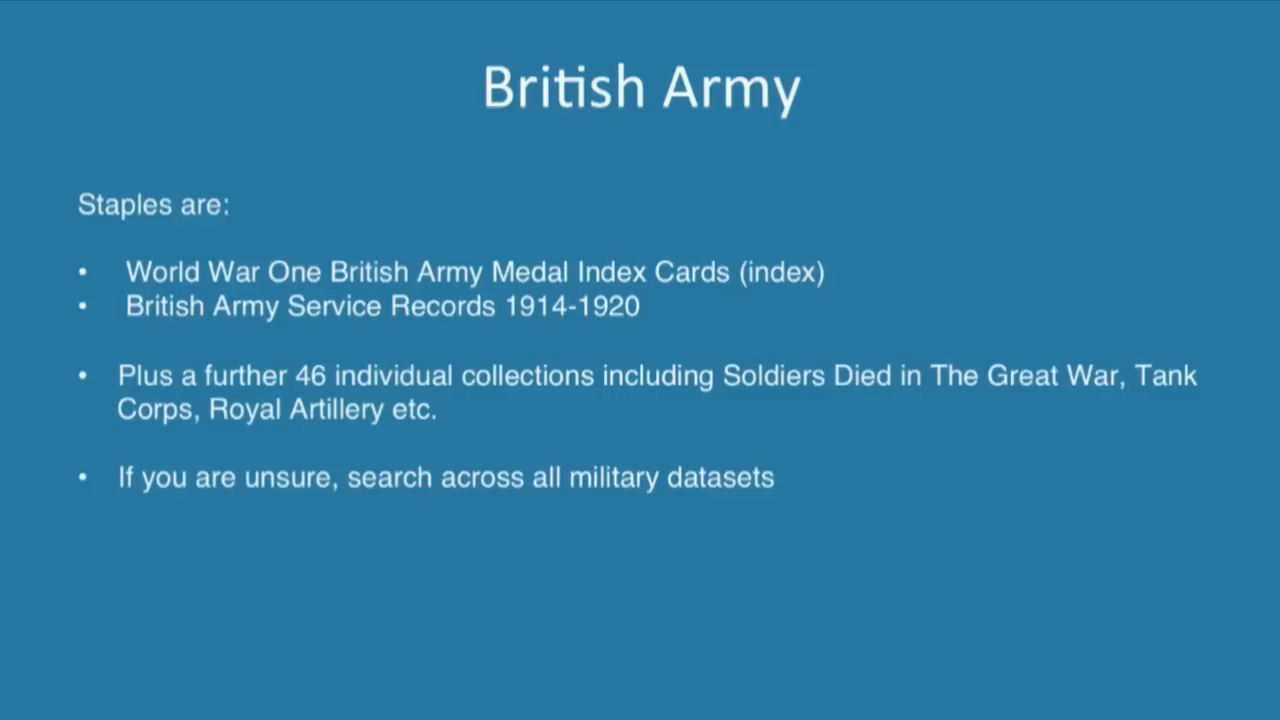 British Army
Staples are:
• World War One British Army Medal Index Cards (index)
• British Army Service Records 1914-1920
• Plus a further 46 individual collections including Soldiers Died in The Great War, Tank
Corps, Royal Artillery etc.
• If you are unsure, search across all military datasets